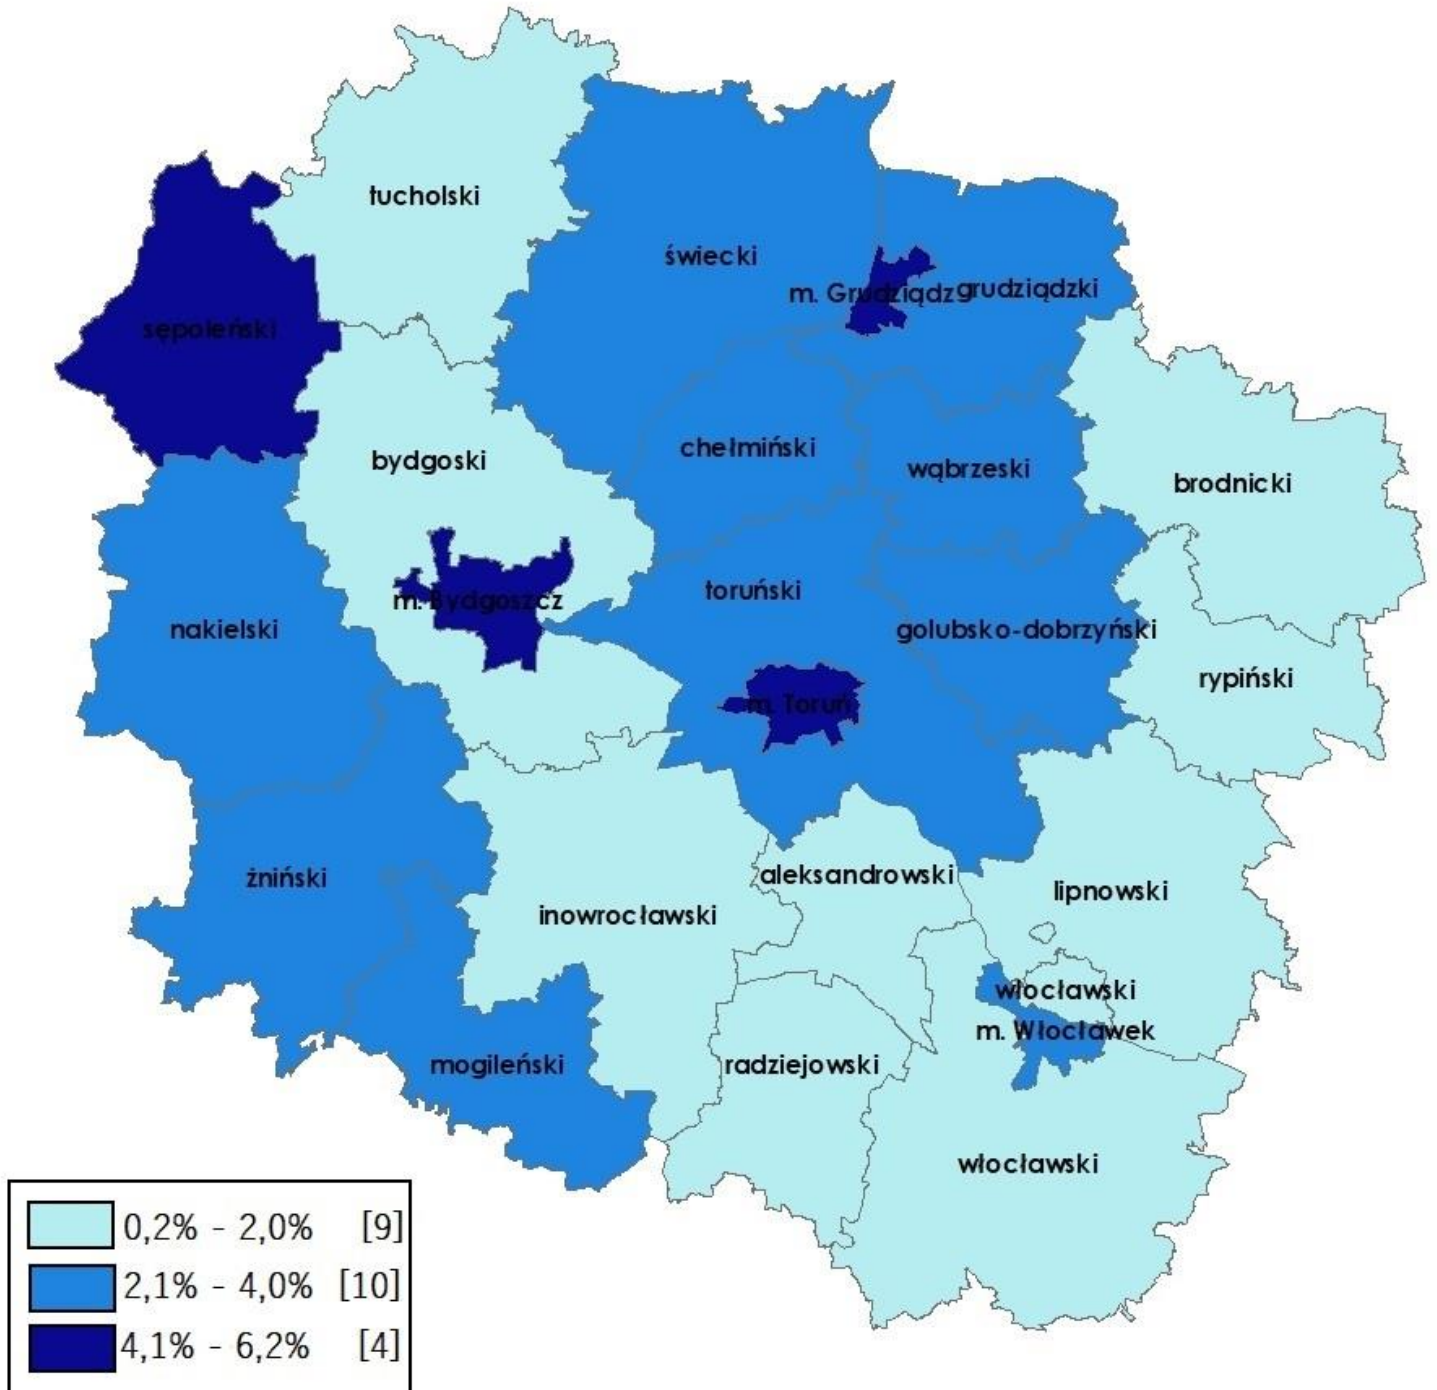 tucholski
świecki
m. Grudziądz
grudziądzki
sępoleński
chełmiński
bydgoski
wąbrzeski
brodnicki
toruński
m. Bydgoszcz
nakielski
golubsko-dobrzyński
rypiński
m. Toruń
żniński
aleksandrowski
lipnowski
inowrocławski
włocławski
m. Włocławek
mogileński
radziejowski
włocławski
0,2% - 2,0% [9]
2,1% - 4,0% [10]
4,1% - 6,2% [4]